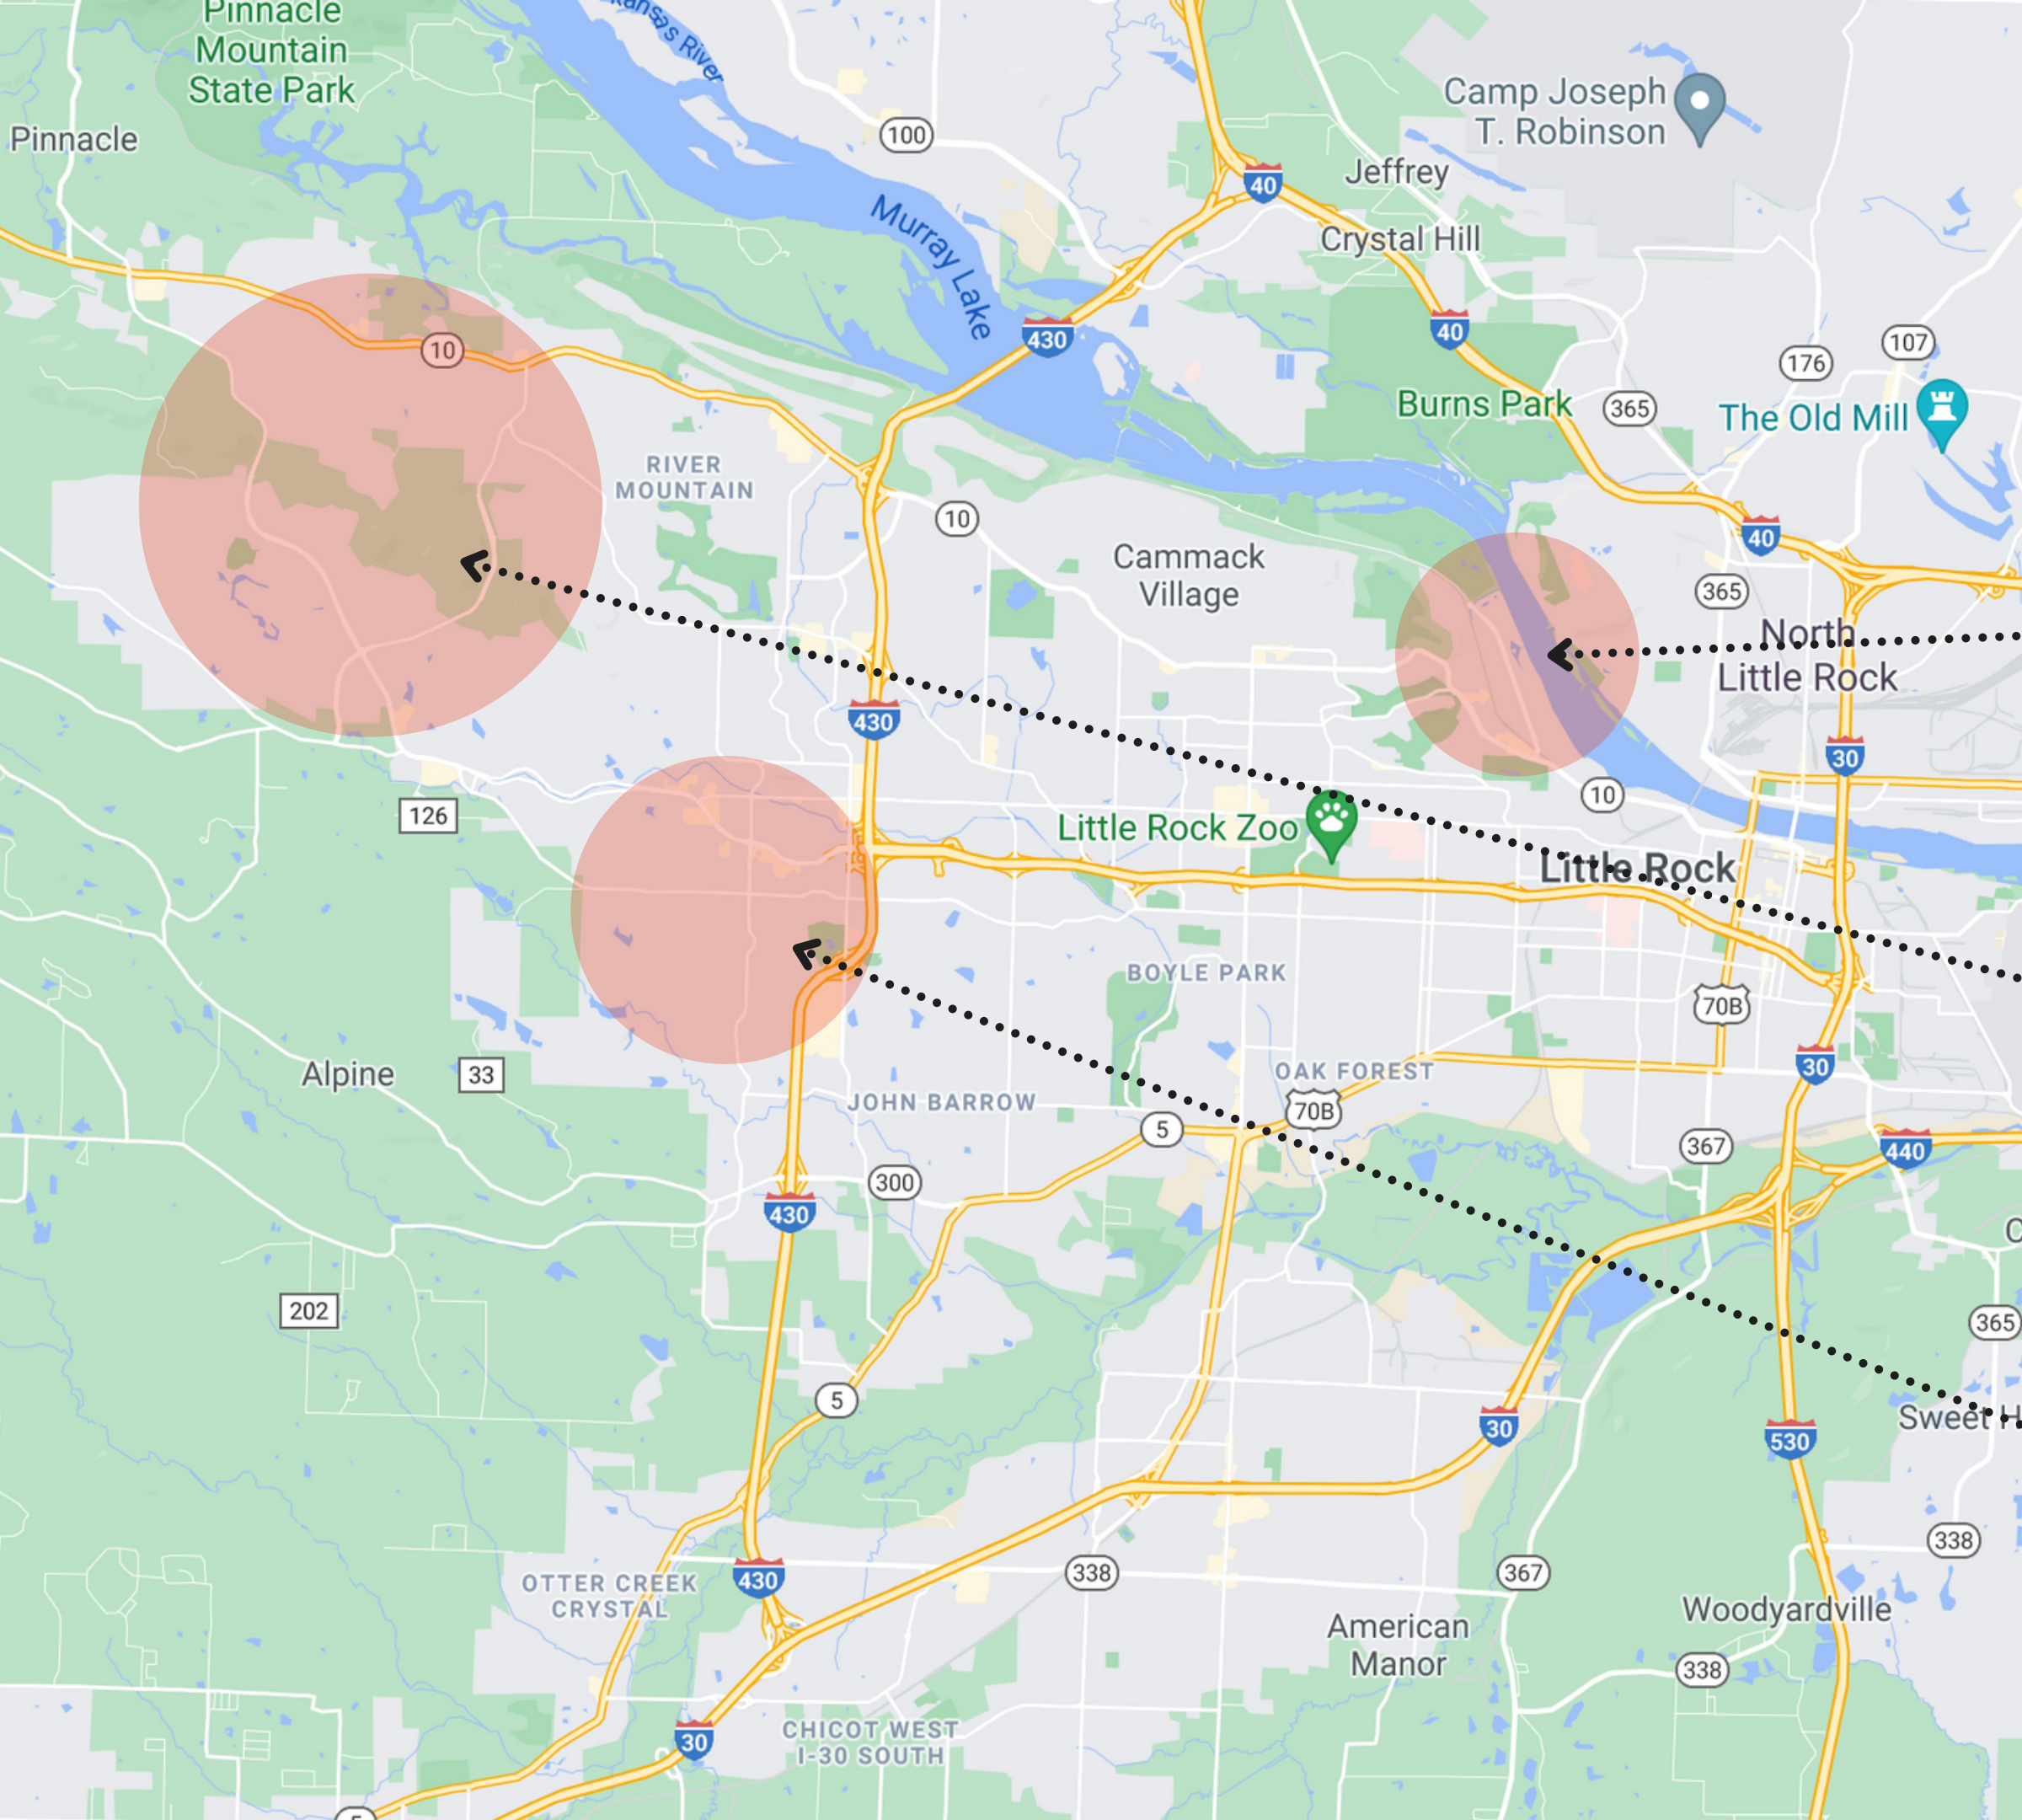 Pinnacle
Mountain
State Park
Pinnacle
kansas River
100
Camp Joseph
T. Robinson
40
Jeffrey
Crystal Hill
Murray Lake
430
40
107
176
10
Burns Park
365
The Old Mill
RIVER
MOUNTAIN
10
40
Cammack
Village
365
North
Little Rock
430
30
10
126
Little Rock Zoo
Little Rock
BOYLE PARK
70B
Alpine
33
OAK FOREST
30
JOHN BARROW
70B
5
367
440
300
430
202
365
5
Sweet H
30
530
338
OTTER CREEK
CRYSTAL
430
338
367
Woodyardville
American
Manor
338
CHICOT WEST
I-30 SOUTH
30
5